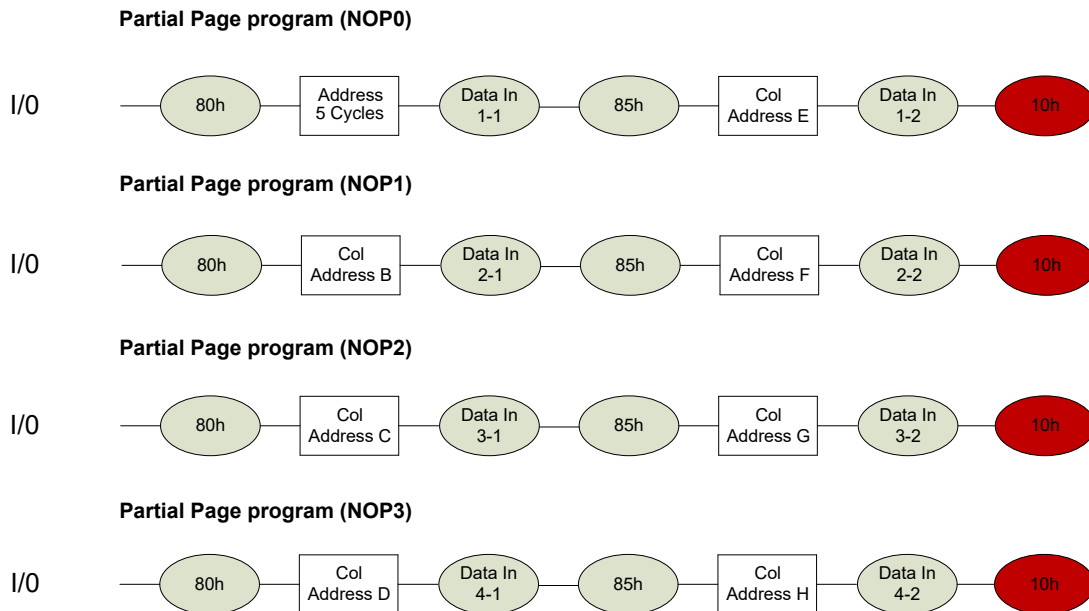 Partial Page program (NOP0)
I/0
80h
Address
5 Cycles
Data In
1-1
85h
Col
Address E
Data In
1-2
10h
Partial Page program (NOP1)
I/0
80h
Col
Address B
Data In
2-1
85h
Col
Address F
Data In
2-2
10h
Partial Page program (NOP2)
I/0
80h
Col
Address C
Data In
3-1
85h
Col
Address G
Data In
3-2
10h
Partial Page program (NOP3)
I/0
80h
Col
Address D
Data In
4-1
85h
Col
Address H
Data In
4-2
10h